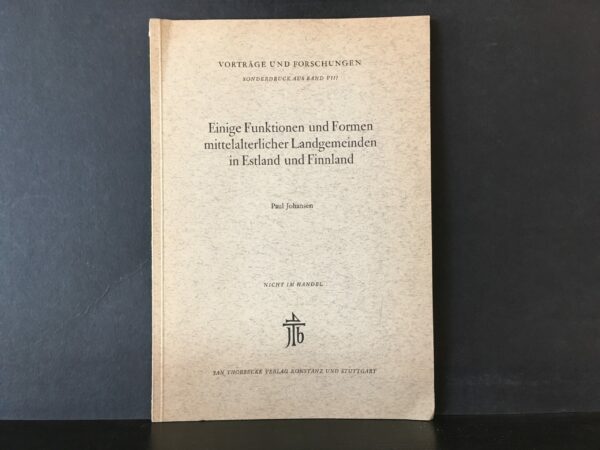 VORTRÄGE UND FORSCHUNGEN
SONDERDRUCK AUS BAND VIII
Einige Funktionen und Formen
mittelalterlicher Landgemeinden
in Estland und Finnland
Paul Johansen
NICHT IM HANDEL
JTb
JAN THORBECKE VERLAG KONSTANZ UND STUTTGART